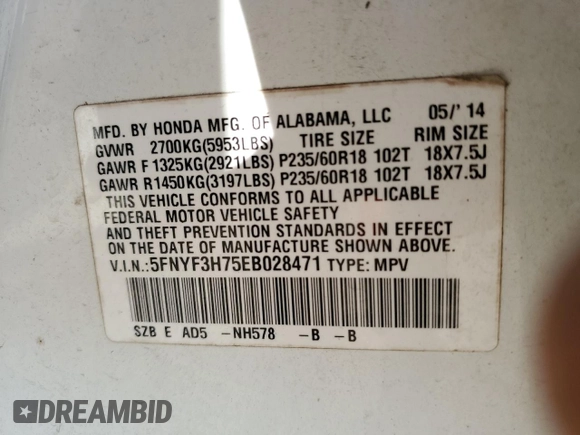 MFD. BY HONDA MFG. OF ALABAMA, LLC 05/' 14
GVWR 2700KG(5953LBS) TIRE SIZE RIM SIZE
GAWR F 1325KG(2921LBS) P235/60R18 102T 18X7.5J
GAWR R 1450KG(3197LBS) P235/60R18 102T 18X7.5J
THIS VEHICLE CONFORMS TO ALL APPLICABLE
FEDERAL MOTOR VEHICLE SAFETY
AND THEFT PREVENTION STANDARDS IN EFFECT
ON THE DATE OF MANUFACTURE SHOWN ABOVE.
V.I.N.:5FNYF3H75EB028471 TYPE: MPV
SZB E AD5 -NH578 -B -B
DREAMBID